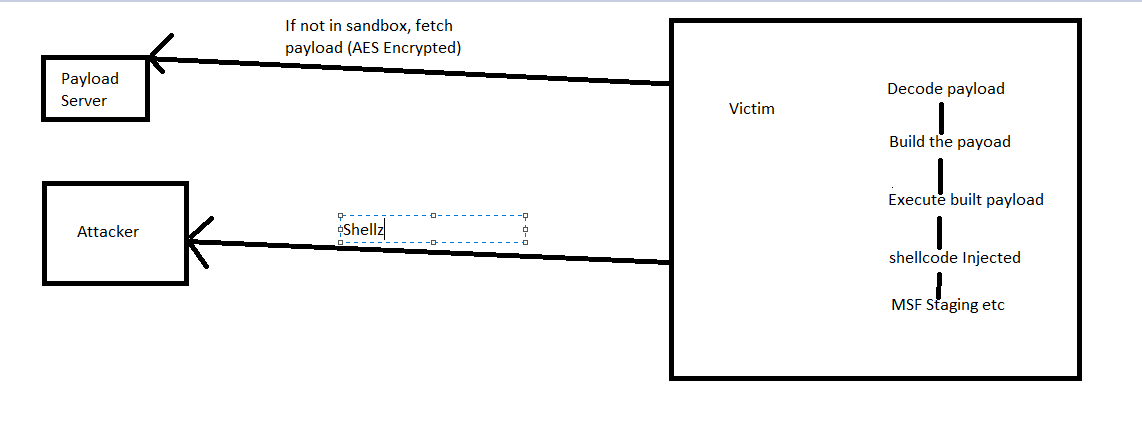 If not in sandbox, fetch
payload (AES Encrypted)
Payload
Server
Victim
Decode payload
Build the payoad
Execute built payload
shellcode Injected
MSF Staging etc
Attacker
Shellz